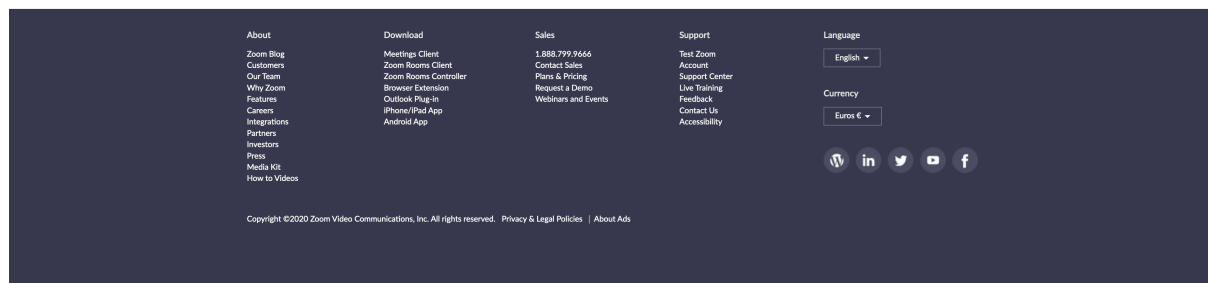 About
Zoom Blog
Customers
Our Team
Why Zoom
Features
Careers
Integrations
Partners
Investors
Press
Media Kit
How to Videos
Download
Meetings Client
Zoom Rooms Client
Zoom Rooms Controller
Browser Extension
Outlook Plug-in
iPhone/iPad App
Android App
Sales
1.888.799.9666
Contact Sales
Plans & Pricing
Request a Demo
Webinars and Events
Support
Test Zoom
Account
Support Center
Live Training
Feedback
Contact Us
Accessibility
Language
English
Currency
Euros €
Copyright ©2020 Zoom Video Communications, Inc. All rights reserved. Privacy & Legal Policies | About Ads